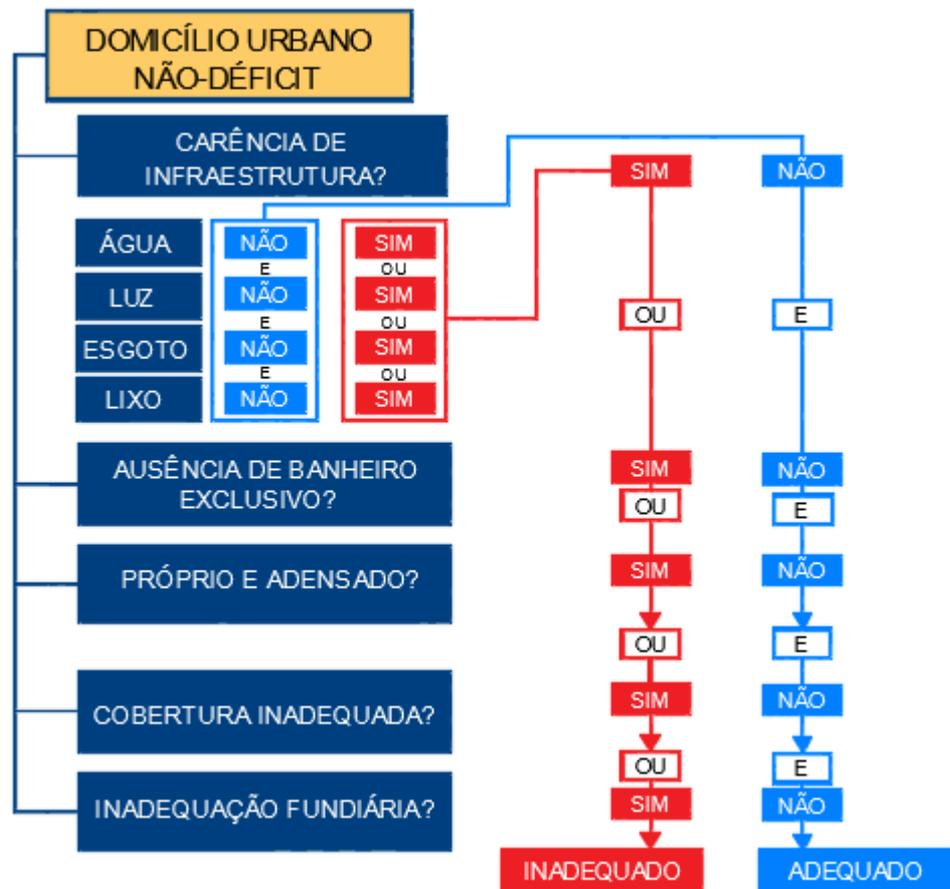 DOMICÍLIO URBANO
NÃO-DÉFICIT
CARÊNCIA DE
INFRAESTRUTURA?
SIM
NÃO
ÁGUA
NÃO
SIM
E
OU
LUZ
NÃO
SIM
OU
E
E
OU
ESGOTO
NÃO
SIM
E
OU
LIXO
NÃO
SIM
AUSÊNCIA DE BANHEIRO
EXCLUSIVO?
SIM
NÃO
OU
E
PRÓPRIO E ADENSADO?
SIM
NÃO
OU
E
COBERTURA INADEQUADA?
SIM
NÃO
OU
E
INADEQUAÇÃO FUNDIÁRIA?
SIM
NÃO
INADEQUADO
ADEQUADO